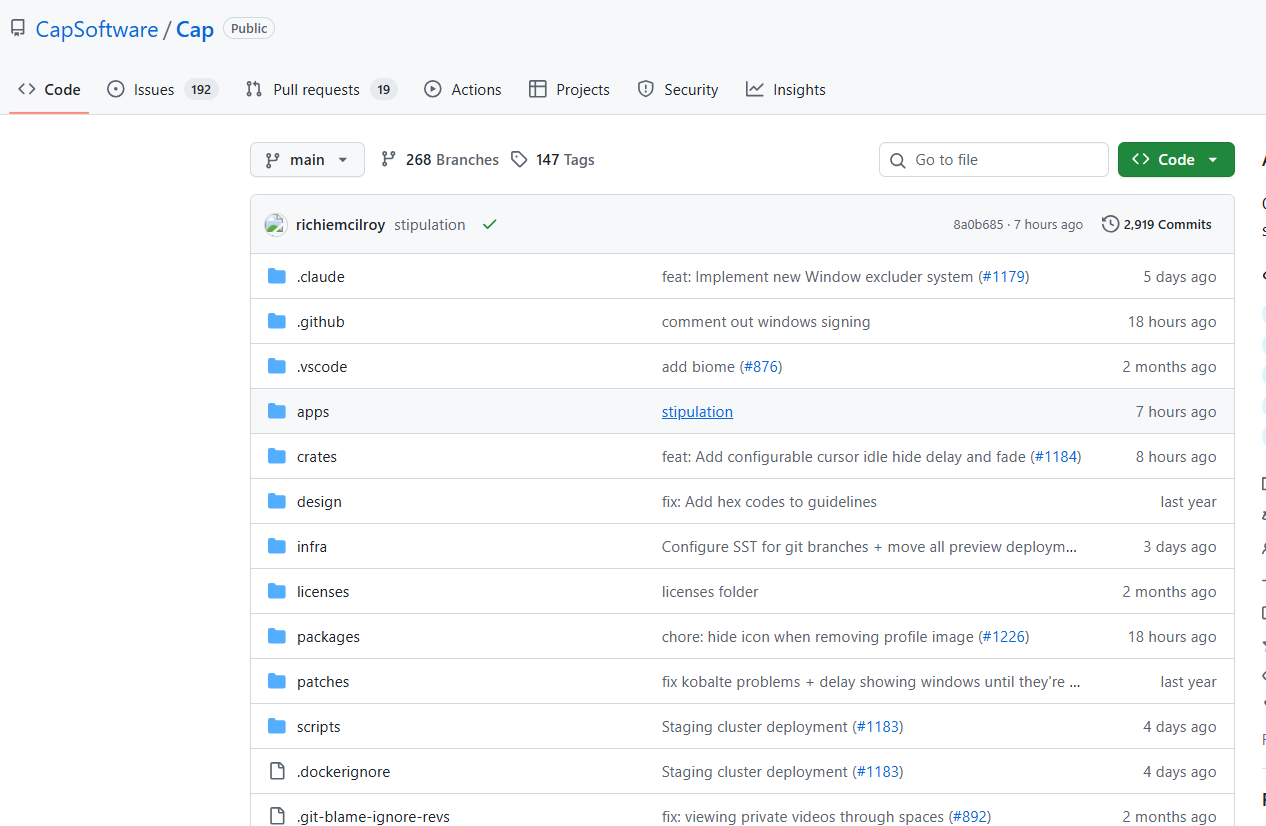 CapSoftware / Cap Public
Code Issues 192 Pull requests 19 Actions Projects Security Insights
main 268 Branches 147 Tags Go to file Code
richiemcilroy stipulation 8a0b685 · 7 hours ago 2,919 Commits
.claude feat: Implement new Window excluder system (#1179) 5 days ago
.github comment out windows signing 18 hours ago
.vscode add biome (#876) 2 months ago
apps stipulation 7 hours ago
crates feat: Add configurable cursor idle hide delay and fade (#1184) 8 hours ago
design fix: Add hex codes to guidelines last year
infra Configure SST for git branches + move all preview deploym... 3 days ago
licenses licenses folder 2 months ago
packages chore: hide icon when removing profile image (#1226) 18 hours ago
patches fix kobalte problems + delay showing windows until they're ... last year
scripts Staging cluster deployment (#1183) 4 days ago
.dockerignore Staging cluster deployment (#1183) 4 days ago
.git-blame-ignore-revs fix: viewing private videos through spaces (#892) 2 months ago